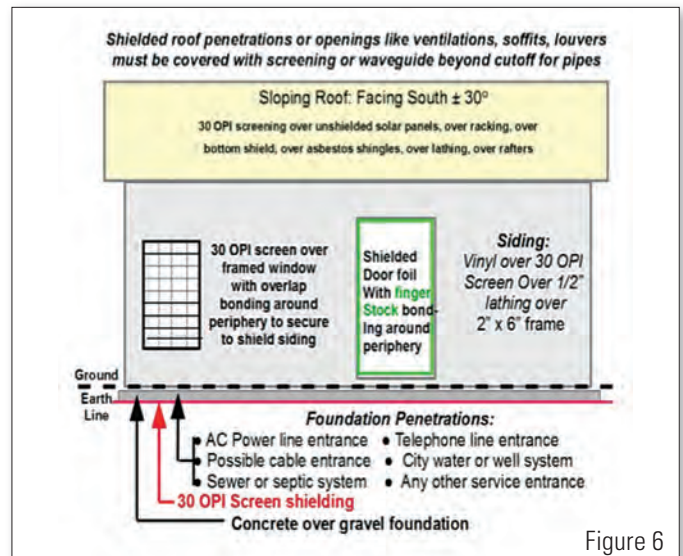 Shielded roof penetrations or openings like ventilations, soffits, louvers
must be covered with screening or waveguide beyond cutoff for pipes
Sloping Roof: Facing South ± 30°
30 OPI screening over unshielded solar panels, over racking, over
bottom shield, over asbestos shingles, over lathing, over rafters
30 OPI screen over
framed window
with overlap
bonding around
periphery to secure
to shield siding
Shielded
Door foil
With finger
Stock bond-
ing around
periphery
Siding:
Vinyl over 30 OPI
Screen Over 1/2"
lathing over
2" x 6" frame
Ground
Earth
Line
Foundation Penetrations:
• AC Power line entrance • Telephone line entrance
• Possible cable entrance • City water or well system
• Sewer or septic system • Any other service entrance
30 OPI Screen shielding
Concrete over gravel foundation
Figure 6